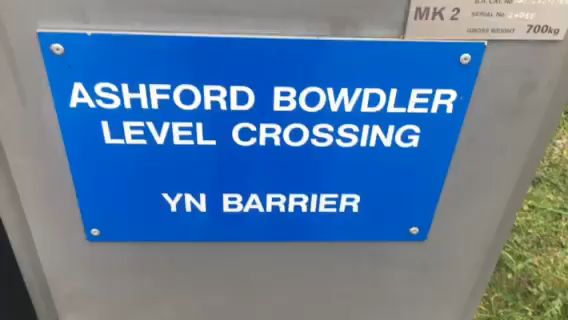 MK 2
SERIAL No
GROSS WEIGHT 700kg
ASHFORD BOWDLER
LEVEL CROSSING
YN BARRIER